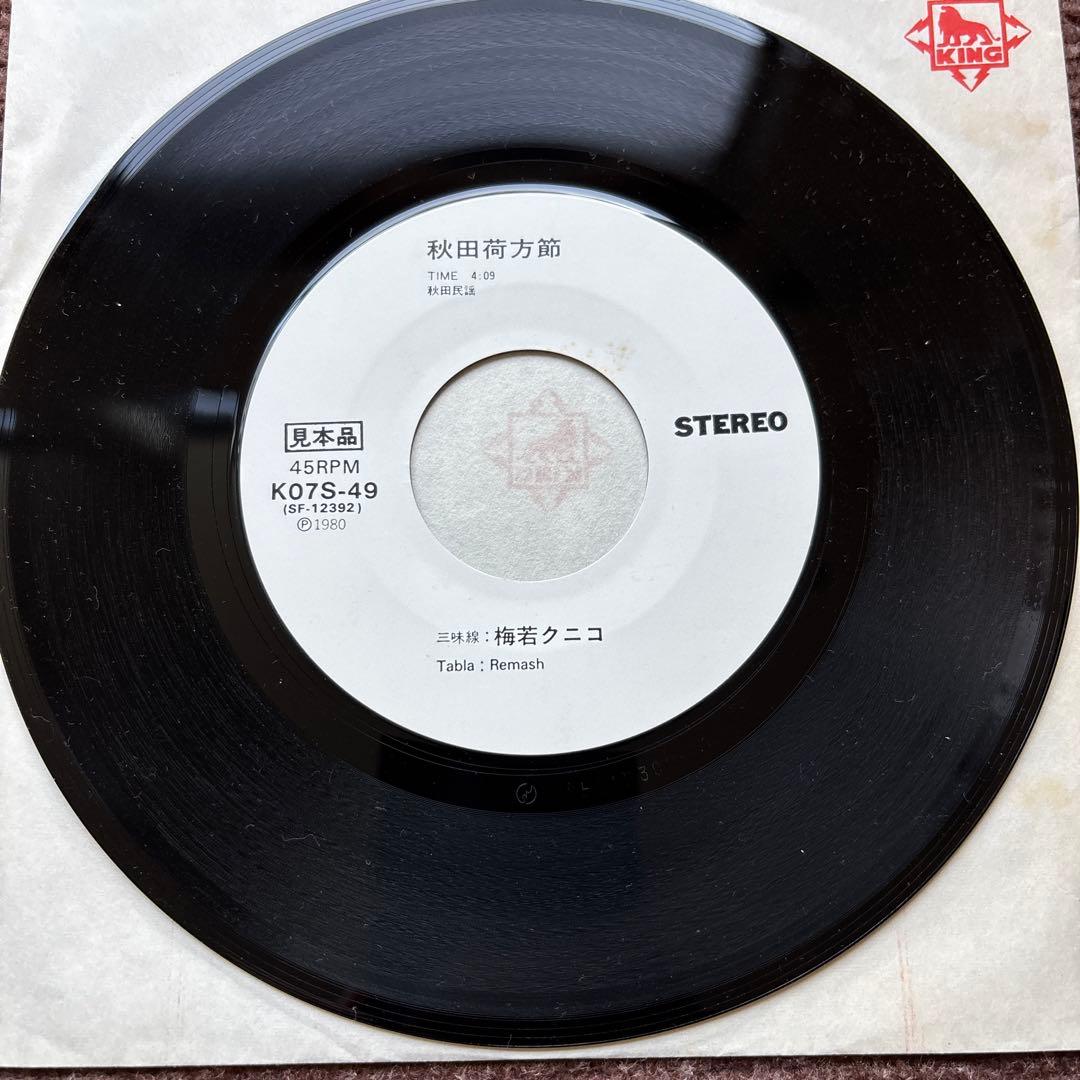 KING
秋田荷方節
TIME 4:09
秋田民謡
見本品
45RPM
K07S-49
(SF-12392)
Ⓟ1980
STEREO
三味線：梅若クニコ
Tabla：Remash